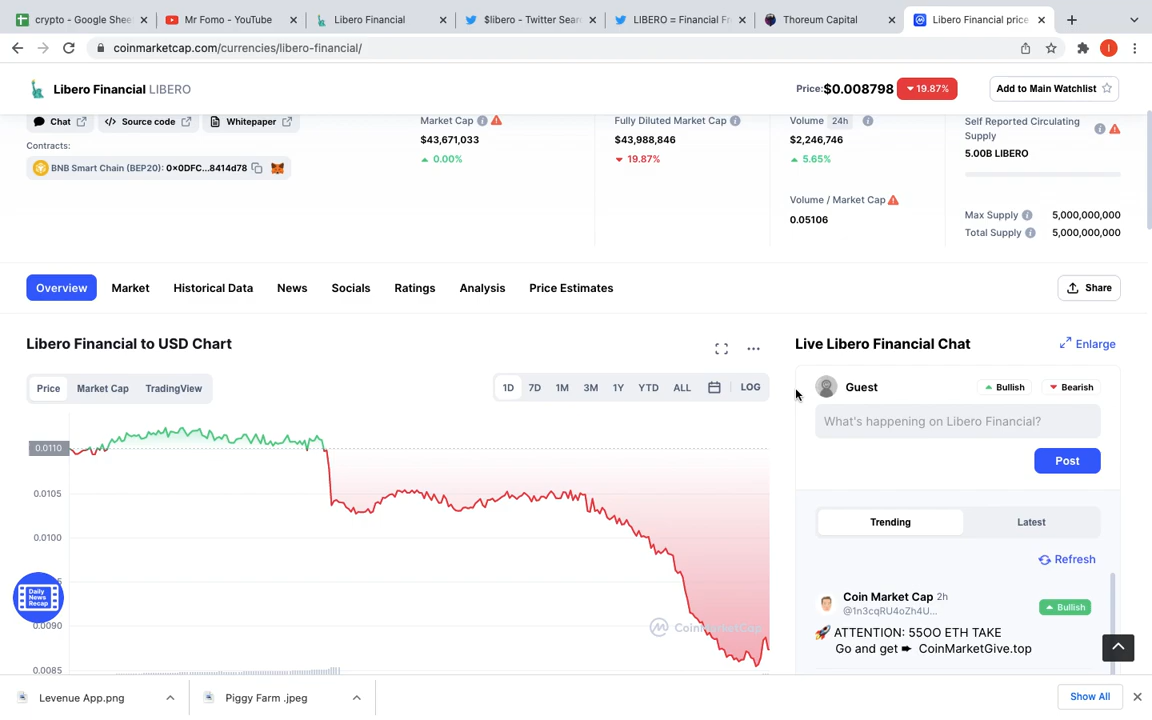 crypto - Google Shee
Mr Fomo - YouTube
Libero Financial
$libero - Twitter Sear
LIBERO = Financial Fr
Thoreum Capital
Libero Financial price
coinmarketcap.com/currencies/libero-financial/
I
Libero Financial LIBERO
Price:$0.008798 19.87%
Add to Main Watchlist
Chat
Source code
Whitepaper
Contracts:
BNB Smart Chain (BEP20): 0x0DFC...8414d78
Market Cap
$43,671,033
0.00%
Fully Diluted Market Cap
$43,988,846
19.87%
Volume 24h
$2,246,746
5.65%
Volume / Market Cap
0.05106
Self Reported Circulating
Supply
5.00B LIBERO
Max Supply 5,000,000,000
Total Supply 5,000,000,000
Overview Market Historical Data News Socials Ratings Analysis Price Estimates
Share
Libero Financial to USD Chart
Price Market Cap TradingView
1D 7D 1M 3M 1Y YTD ALL LOG
0.0110
0.0105
0.0100
0.0090
0.0085
CoinMarketCap
Daily
News
Recap
Live Libero Financial Chat
Enlarge
Guest
Bullish
Bearish
What's happening on Libero Financial?
Post
Trending
Latest
Refresh
Coin Market Cap 2h
@1n3cqRU4oZh4U...
Bullish
🚀 ATTENTION: 55OO ETH TAKE
Go and get ➨ CoinMarketGive.top
Levenue App.png
Piggy Farm .jpeg
Show All